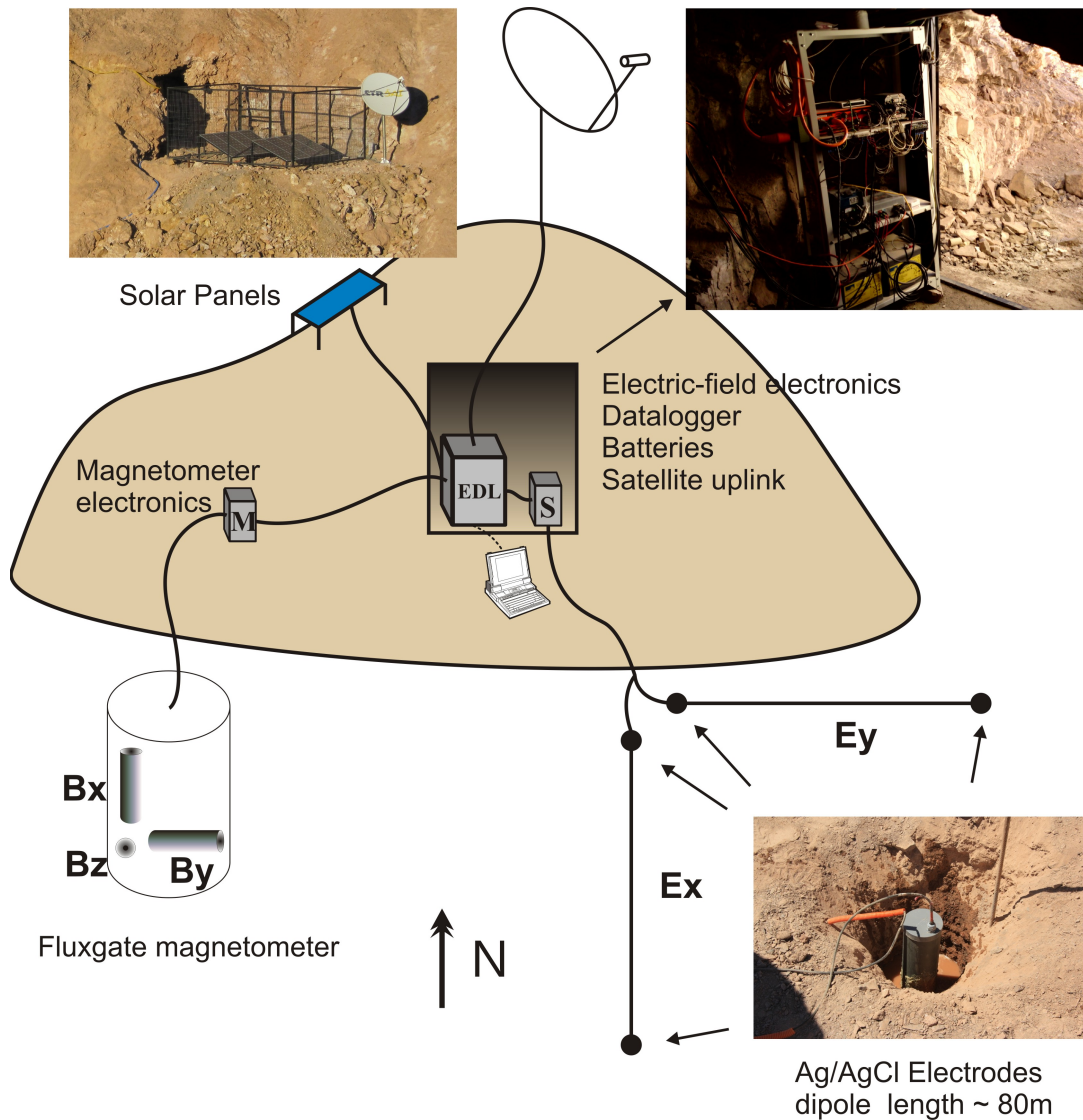 Solar Panels
Electric-field electronics
Datalogger
Batteries
Satellite uplink
Magnetometer
electronics
M
EDL
S
Bx
Bz
By
Ey
Ex
Fluxgate magnetometer
N
Ag/AgCl Electrodes
dipole length ~ 80m